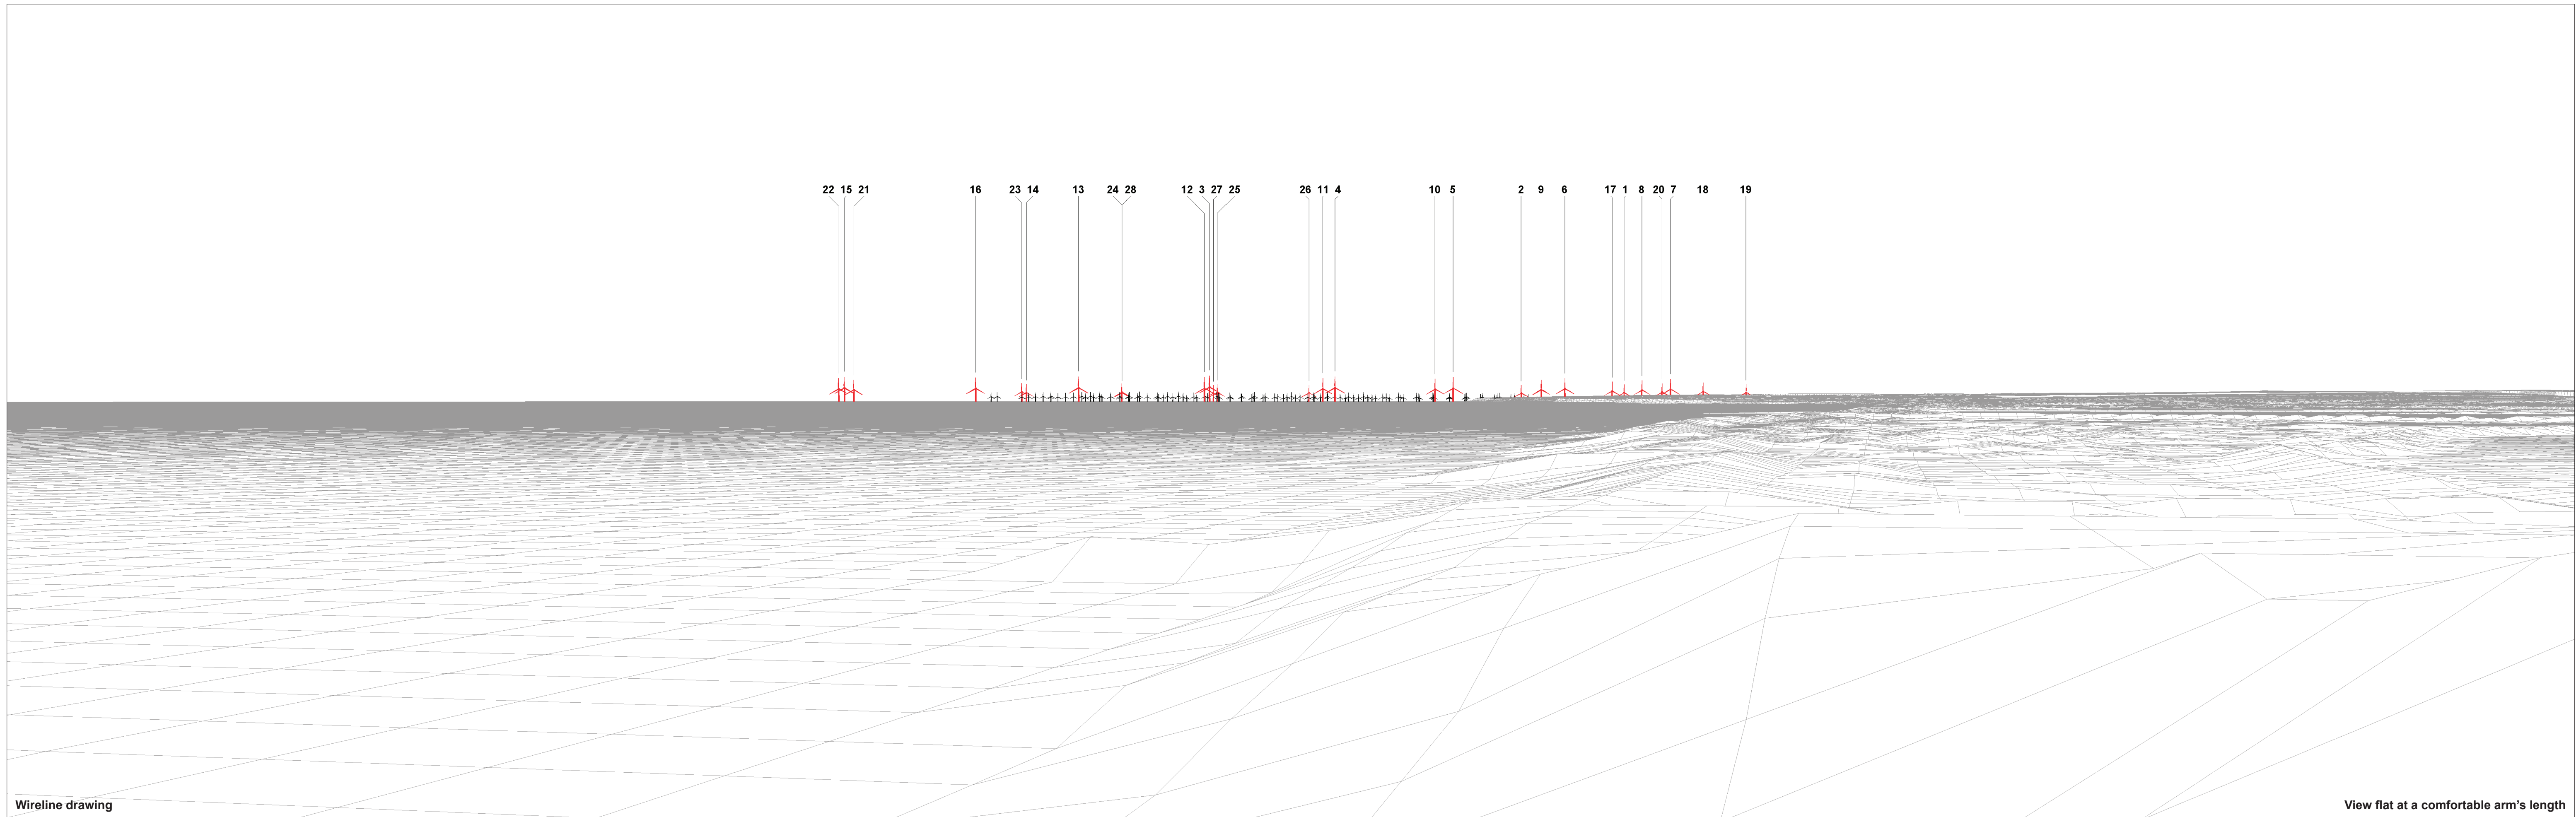 22 15 21 16 23 14 13 24 28 12 3 27 25 26 11 4 10 5 2 9 6 17 1 8 20 7 18 19
Wireline drawing
View flat at a comfortable arm's length